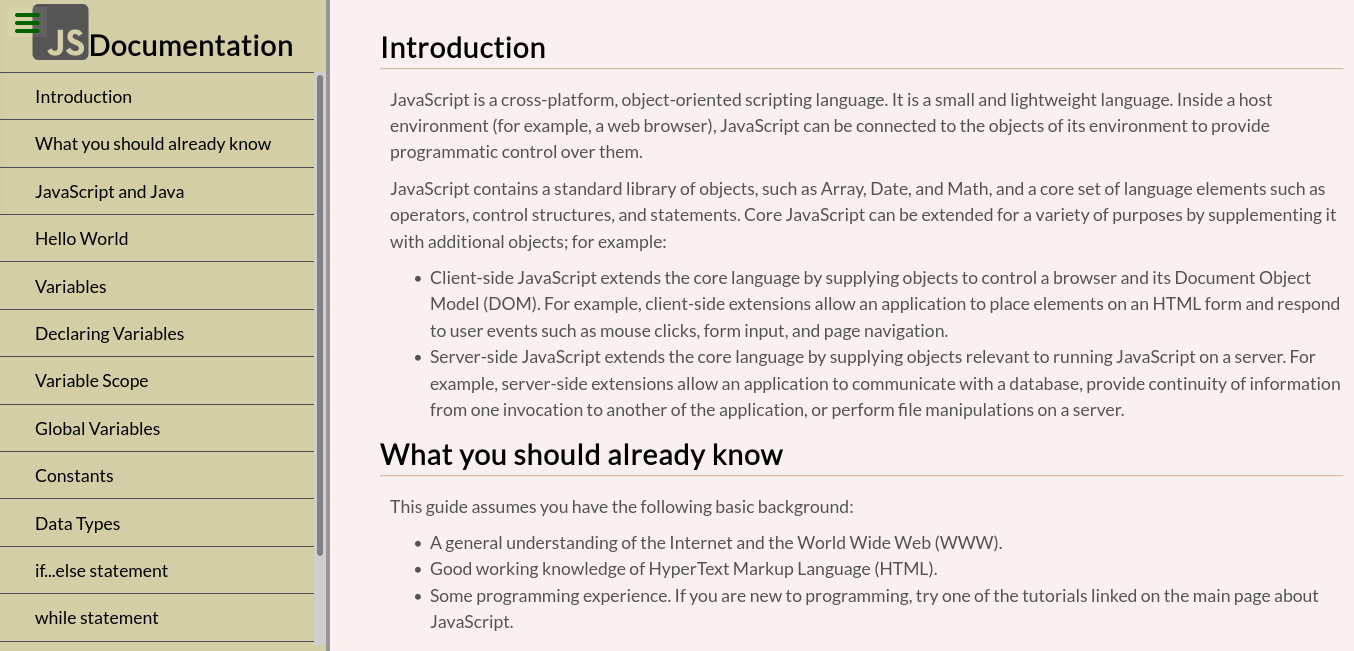 JS Documentation
Introduction
What you should already know
JavaScript and Java
Hello World
Variables
Declaring Variables
Variable Scope
Global Variables
Constants
Data Types
if...else statement
while statement
Introduction
JavaScript is a cross-platform, object-oriented scripting language. It is a small and lightweight language. Inside a host
environment (for example, a web browser), JavaScript can be connected to the objects of its environment to provide
programmatic control over them.
JavaScript contains a standard library of objects, such as Array, Date, and Math, and a core set of language elements such as
operators, control structures, and statements. Core JavaScript can be extended for a variety of purposes by supplementing it
with additional objects; for example:
• Client-side JavaScript extends the core language by supplying objects to control a browser and its Document Object
Model (DOM). For example, client-side extensions allow an application to place elements on an HTML form and respond
to user events such as mouse clicks, form input, and page navigation.
• Server-side JavaScript extends the core language by supplying objects relevant to running JavaScript on a server. For
example, server-side extensions allow an application to communicate with a database, provide continuity of information
from one invocation to another of the application, or perform file manipulations on a server.
What you should already know
This guide assumes you have the following basic background:
• A general understanding of the Internet and the World Wide Web (WWW).
• Good working knowledge of HyperText Markup Language (HTML).
• Some programming experience. If you are new to programming, try one of the tutorials linked on the main page about
JavaScript.